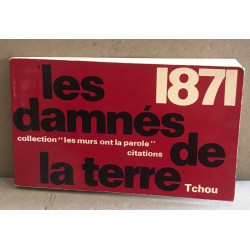 1871
les
damnés
collection "les murs ont la parole"
citations
de
la terre
Tchou